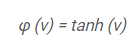 φ (v) = tanh (v)